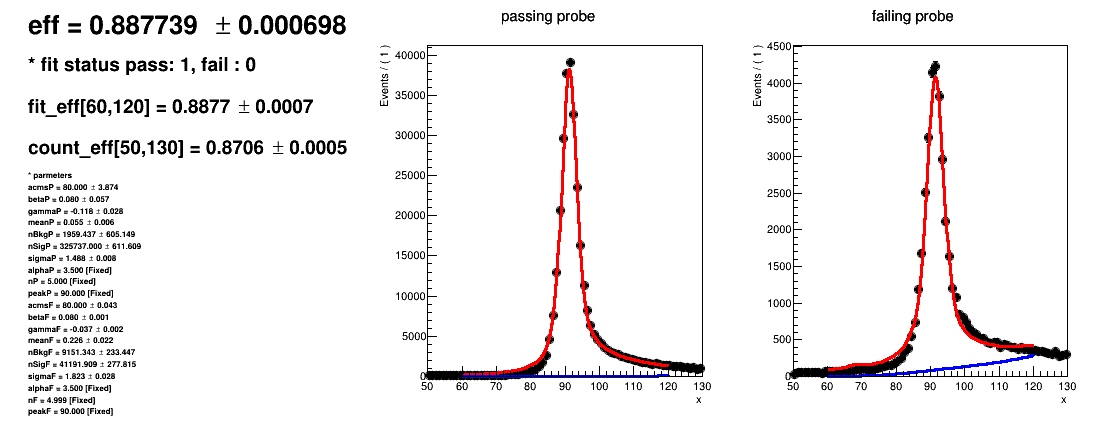 eff = 0.887739 ± 0.000698
* fit status pass: 1, fail : 0
fit_eff[60,120] = 0.8877 ± 0.0007
count_eff[50,130] = 0.8706 ± 0.0005
* parmeters
acmsP = 80.000 ± 3.874
betaP = 0.080 ± 0.057
gammaP = -0.118 ± 0.028
meanP = 0.055 ± 0.006
nBkgP = 1959.437 ± 605.149
nSigP = 325737.000 ± 611.609
sigmaP = 1.488 ± 0.008
alphaP = 3.500 [Fixed]
nP = 5.000 [Fixed]
peakP = 90.000 [Fixed]
acmsF = 80.000 ± 0.043
betaF = 0.080 ± 0.001
gammaF = -0.037 ± 0.002
meanF = 0.226 ± 0.022
nBkgF = 9151.343 ± 233.447
nSigF = 41191.909 ± 277.815
sigmaF = 1.823 ± 0.028
alphaF = 3.500 [Fixed]
nF = 4.999 [Fixed]
peakF = 90.000 [Fixed]
passing probe
Events / ( 1 )
40000
35000
30000
25000
20000
15000
10000
5000
0
50 60 70 80 90 100 110 120 130
x
failing probe
Events / ( 1 )
4500
4000
3500
3000
2500
2000
1500
1000
500
0
50 60 70 80 90 100 110 120 130
x